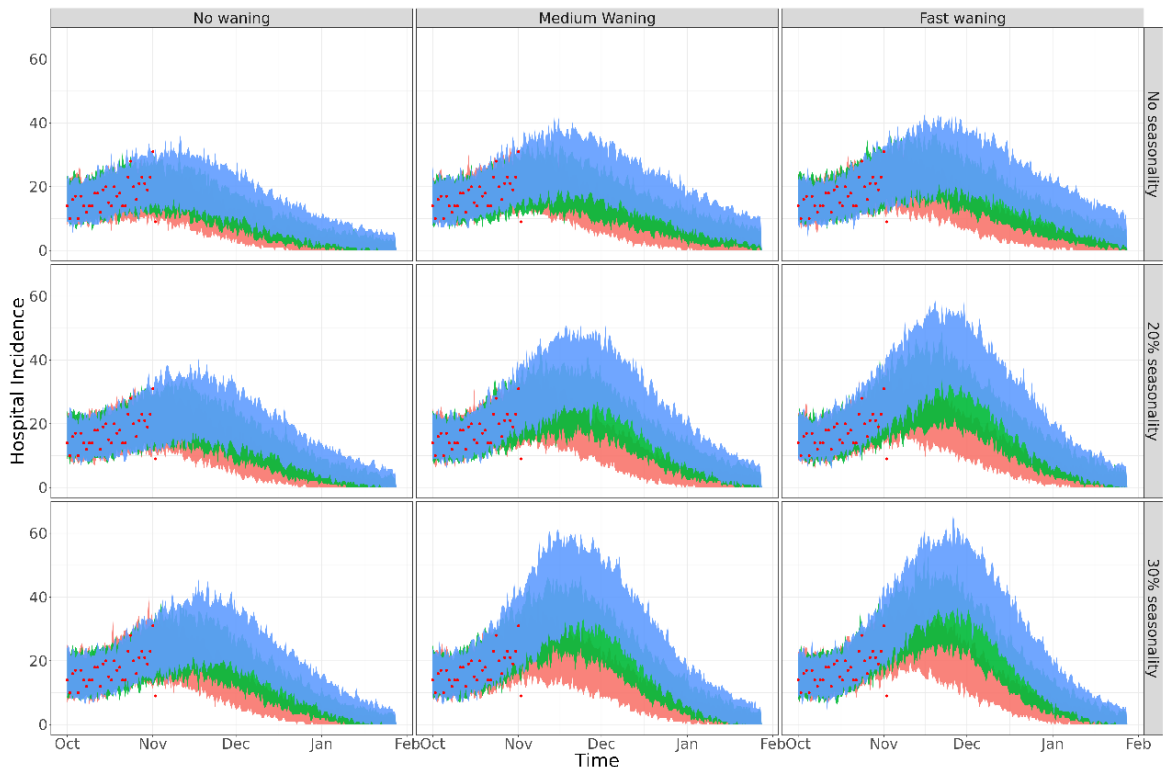 No waning
Medium Waning
Fast waning
60
40
20
0
No seasonality
60
40
20
0
20% seasonality
60
40
20
0
30% seasonality
Hospital Incidence
Oct Nov Dec Jan Feb
Oct Nov Dec Jan Feb
Oct Nov Dec Jan Feb
Time